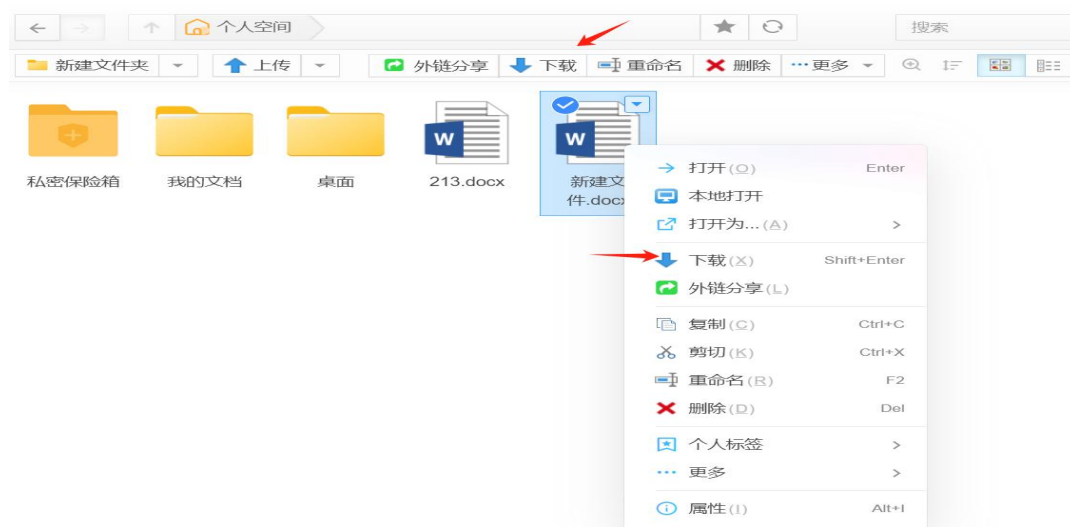 个人空间
搜索
新建文件夹 上传 外链分享 下载 重命名 删除 更多
私密保险箱 我的文档 桌面 213.docx 新建文
件.doc
W W
打开(O) Enter
本地打开
打开为...(A)
下载(X) Shift+Enter
外链分享(L)
复制(C) Ctrl+C
剪切(K) Ctrl+X
重命名(R) F2
删除(D) Del
个人标签
更多
属性(I) Alt+I